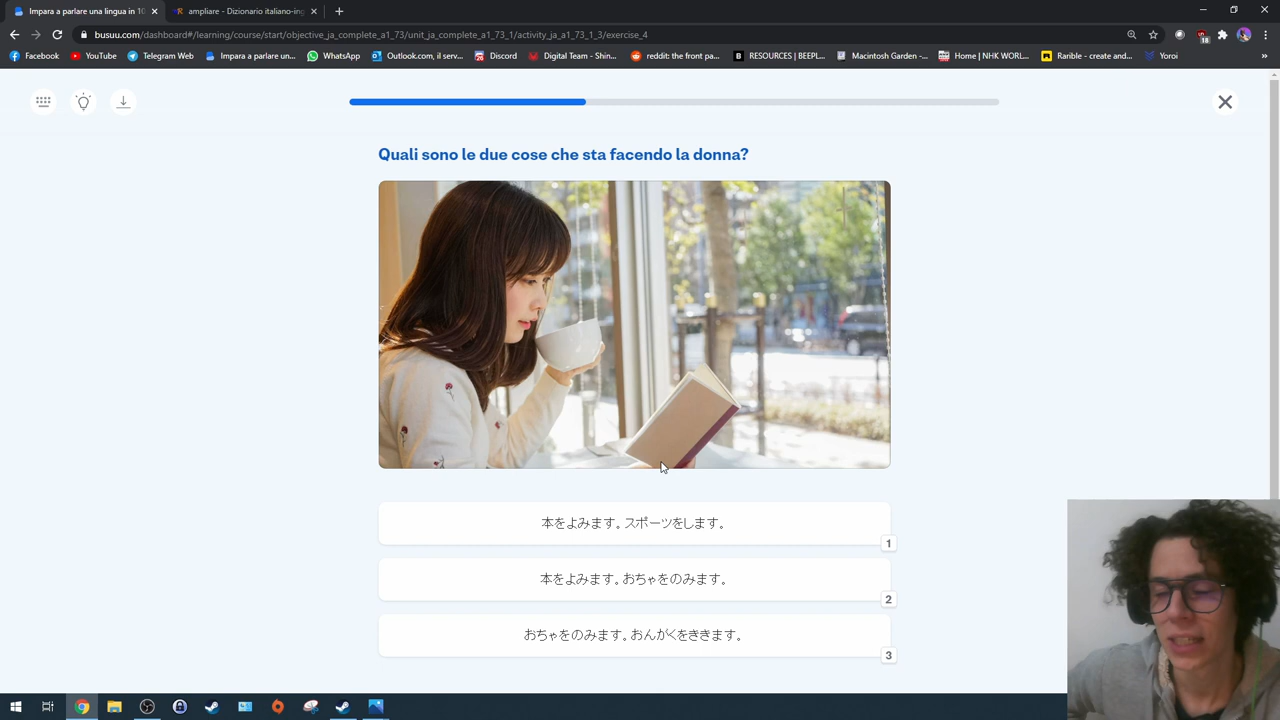 Impara a parlare una lingua in 10
ampliare - Dizionario italiano-ing
busuu.com/dashboard#/learning/course/start/objective_ja_complete_a1_73/unit_ja_complete_a1_73_1/activity_ja_a1_73_1_3/exercise_4
Facebook
YouTube
Telegram Web
Impara a parlare un...
WhatsApp
Outlook.com, il serv...
Discord
Digital Team – Shin...
reddit: the front pa...
RESOURCES | BEEPL...
Macintosh Garden -...
Home | NHK WORL...
Rarible - create and...
Yoroi
Quali sono le due cose che sta facendo la donna?
本をよみます。スポーツをします。
1
本をよみます。おちゃをのみます。
2
おちゃをのみます。おんがくをききます。
3